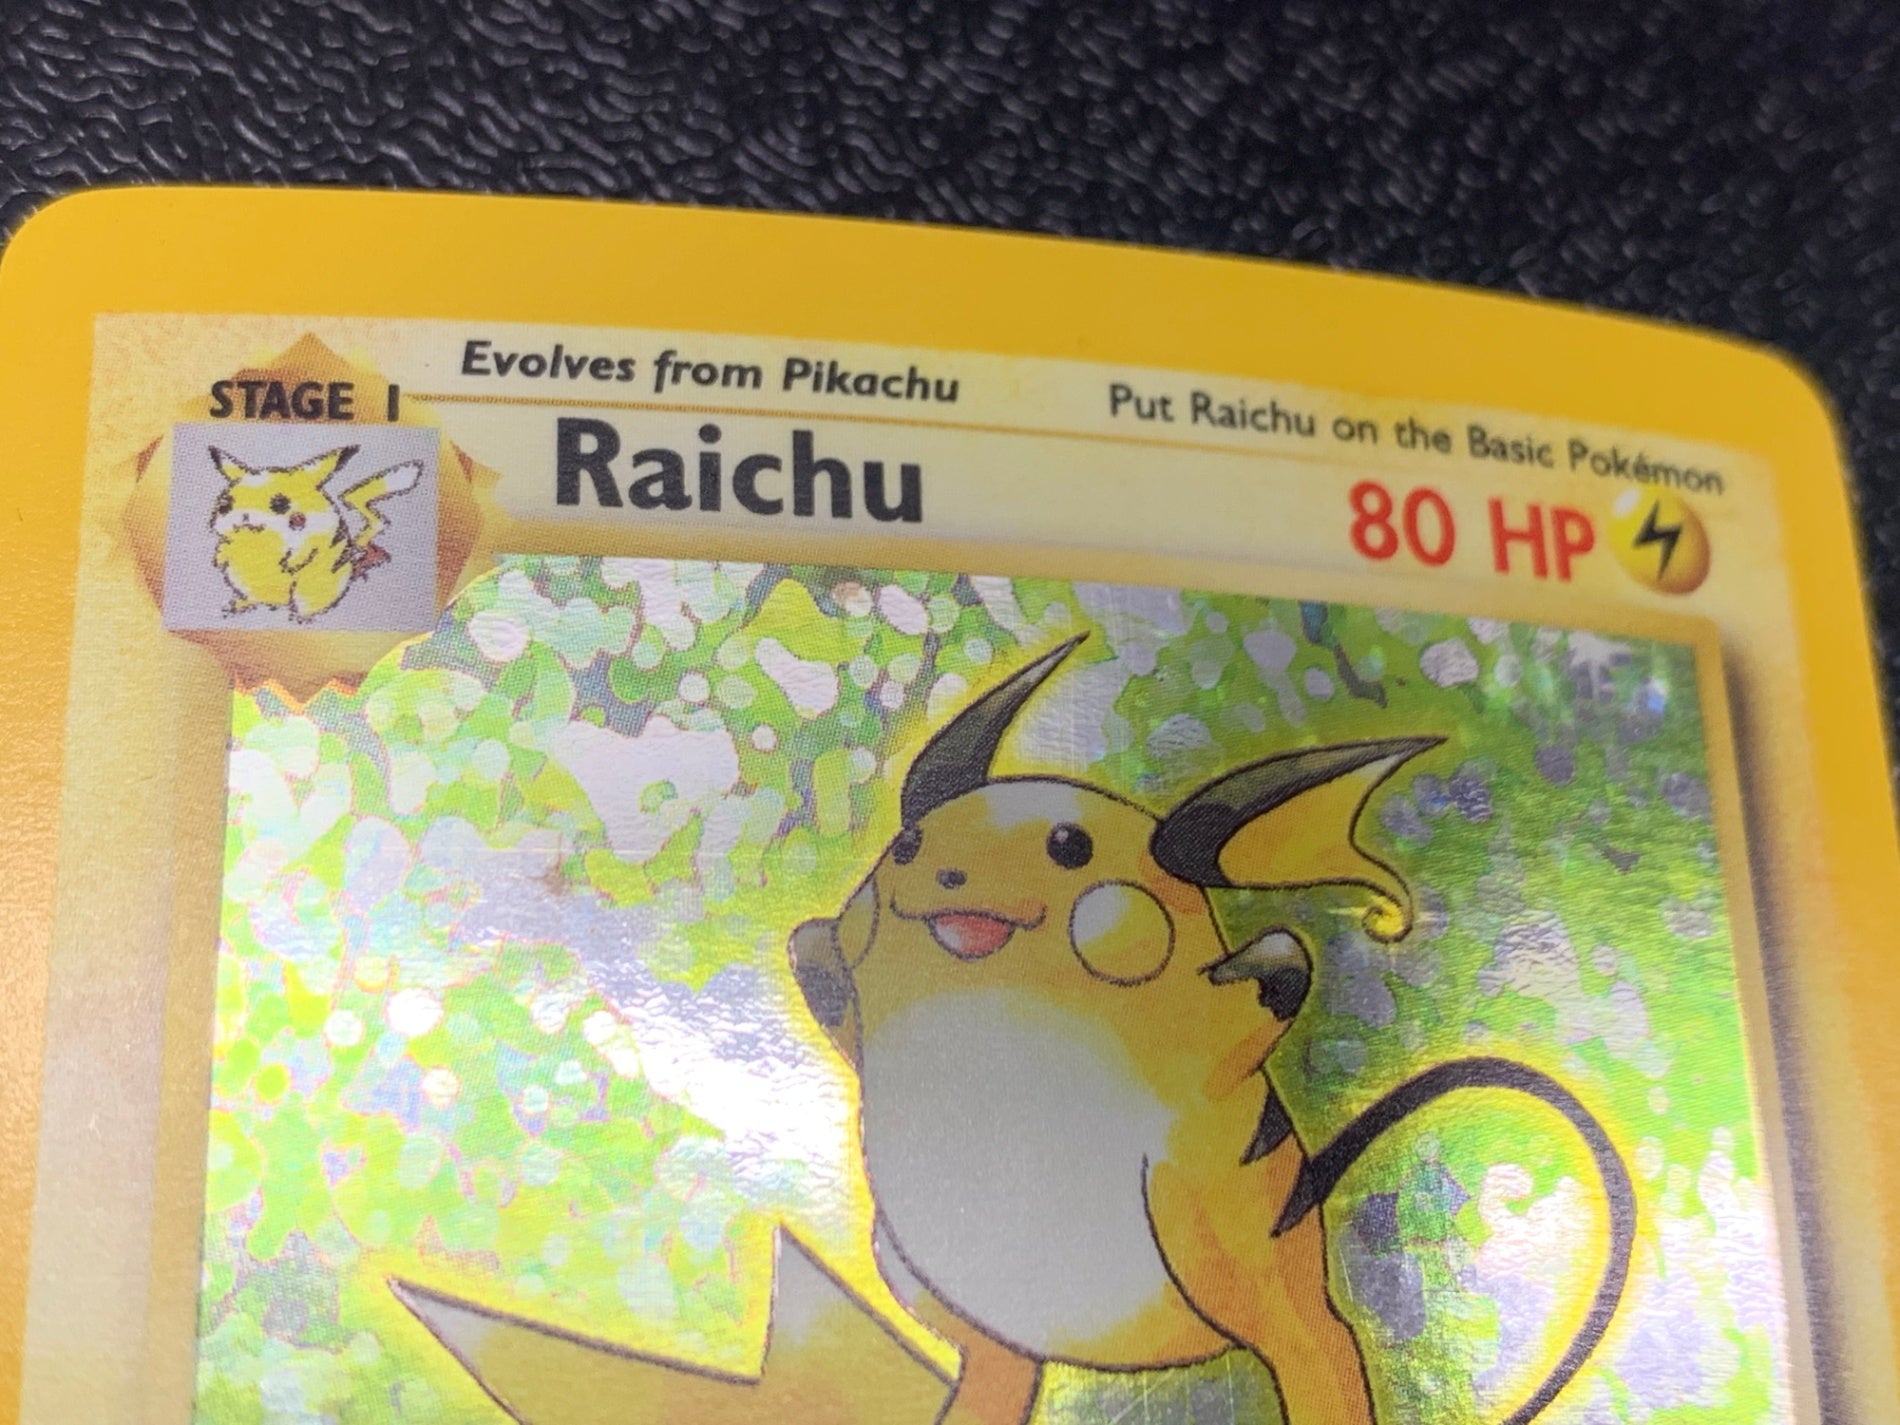 Evolves from Pikachu
Put Raichu on the Basic Pokémon
STAGE 1
Raichu
80 HP